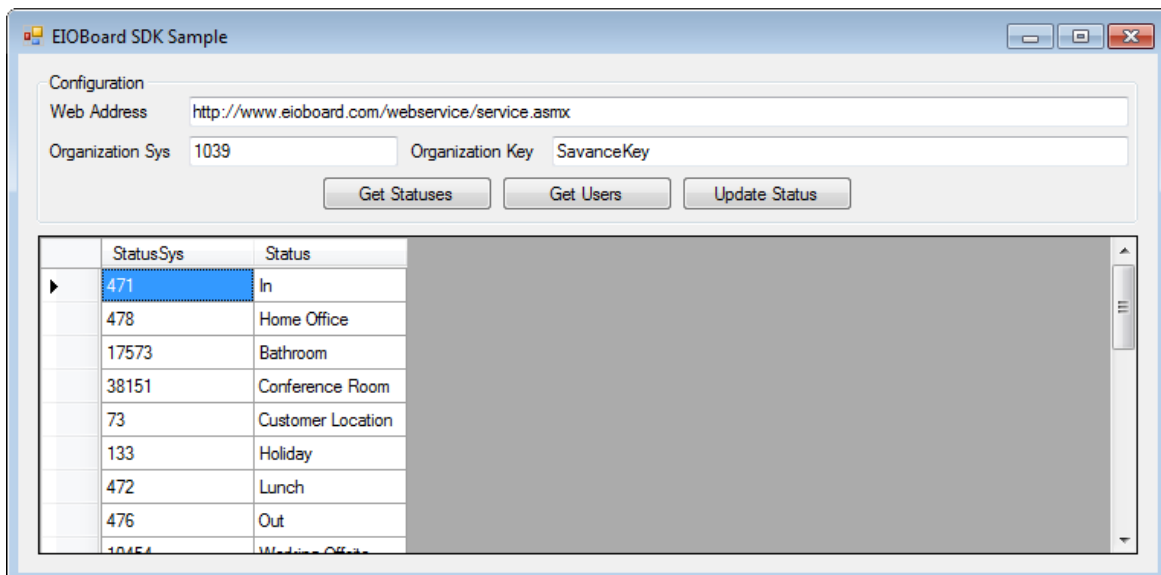 EIOBoard SDK Sample
Configuration
Web Address http://www.eioboard.com/webservice/service.asmx
Organization Sys 1039 Organization Key SavanceKey
Get Statuses Get Users Update Status
StatusSys Status
471 In
478 Home Office
17573 Bathroom
38151 Conference Room
73 Customer Location
133 Holiday
472 Lunch
476 Out
Working Offsite